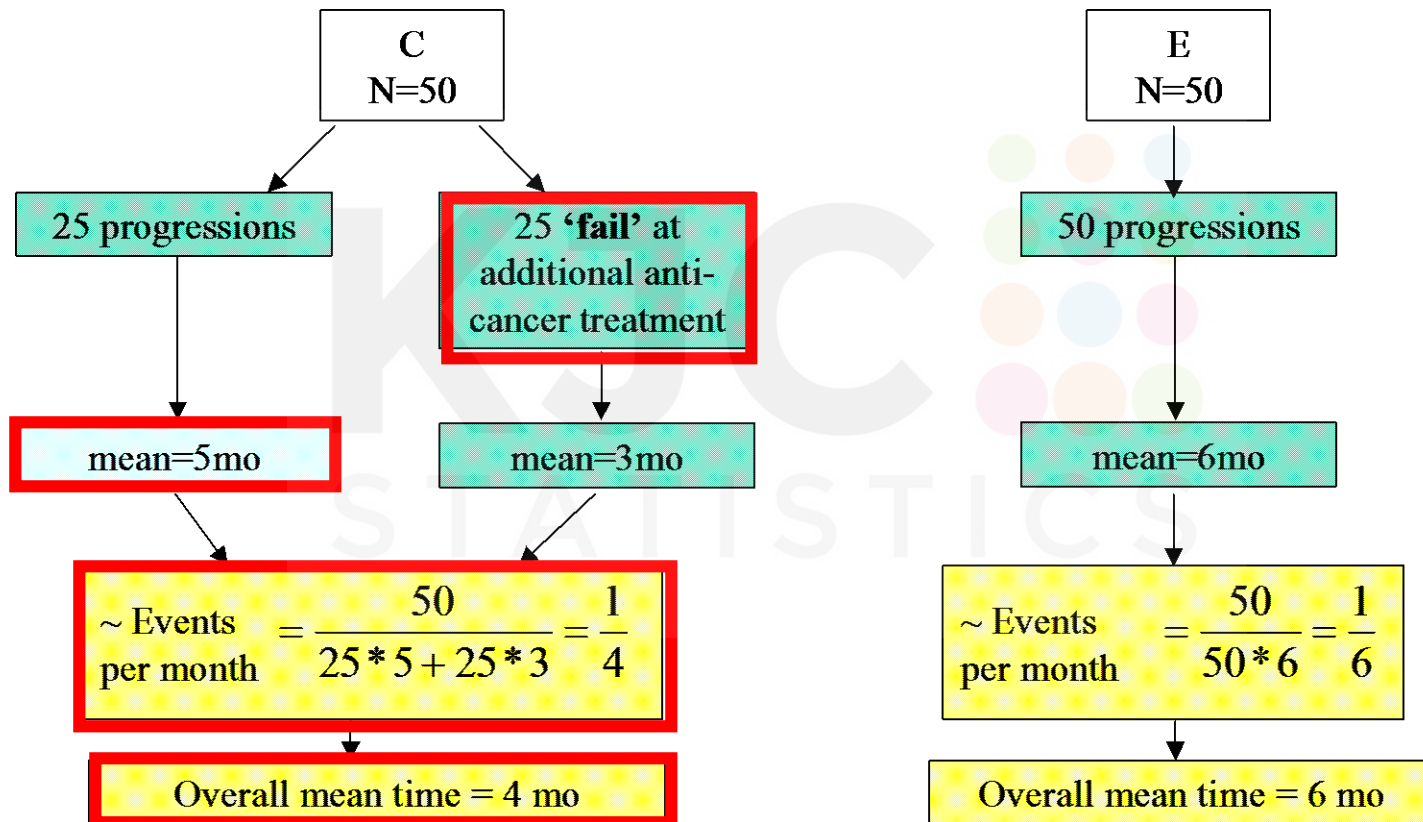 C
N=50
25 progressions
25 ‘fail’ at
additional anti-
cancer treatment
mean=5mo
mean=3mo
~ Events
per month
= 50 / 25 * 5 + 25 * 3 = 1 / 4
Overall mean time = 4 mo
E
N=50
50 progressions
mean=6mo
~ Events
per month
= 50 / 50 * 6 = 1 / 6
Overall mean time = 6 mo
KJC
STATISTICS